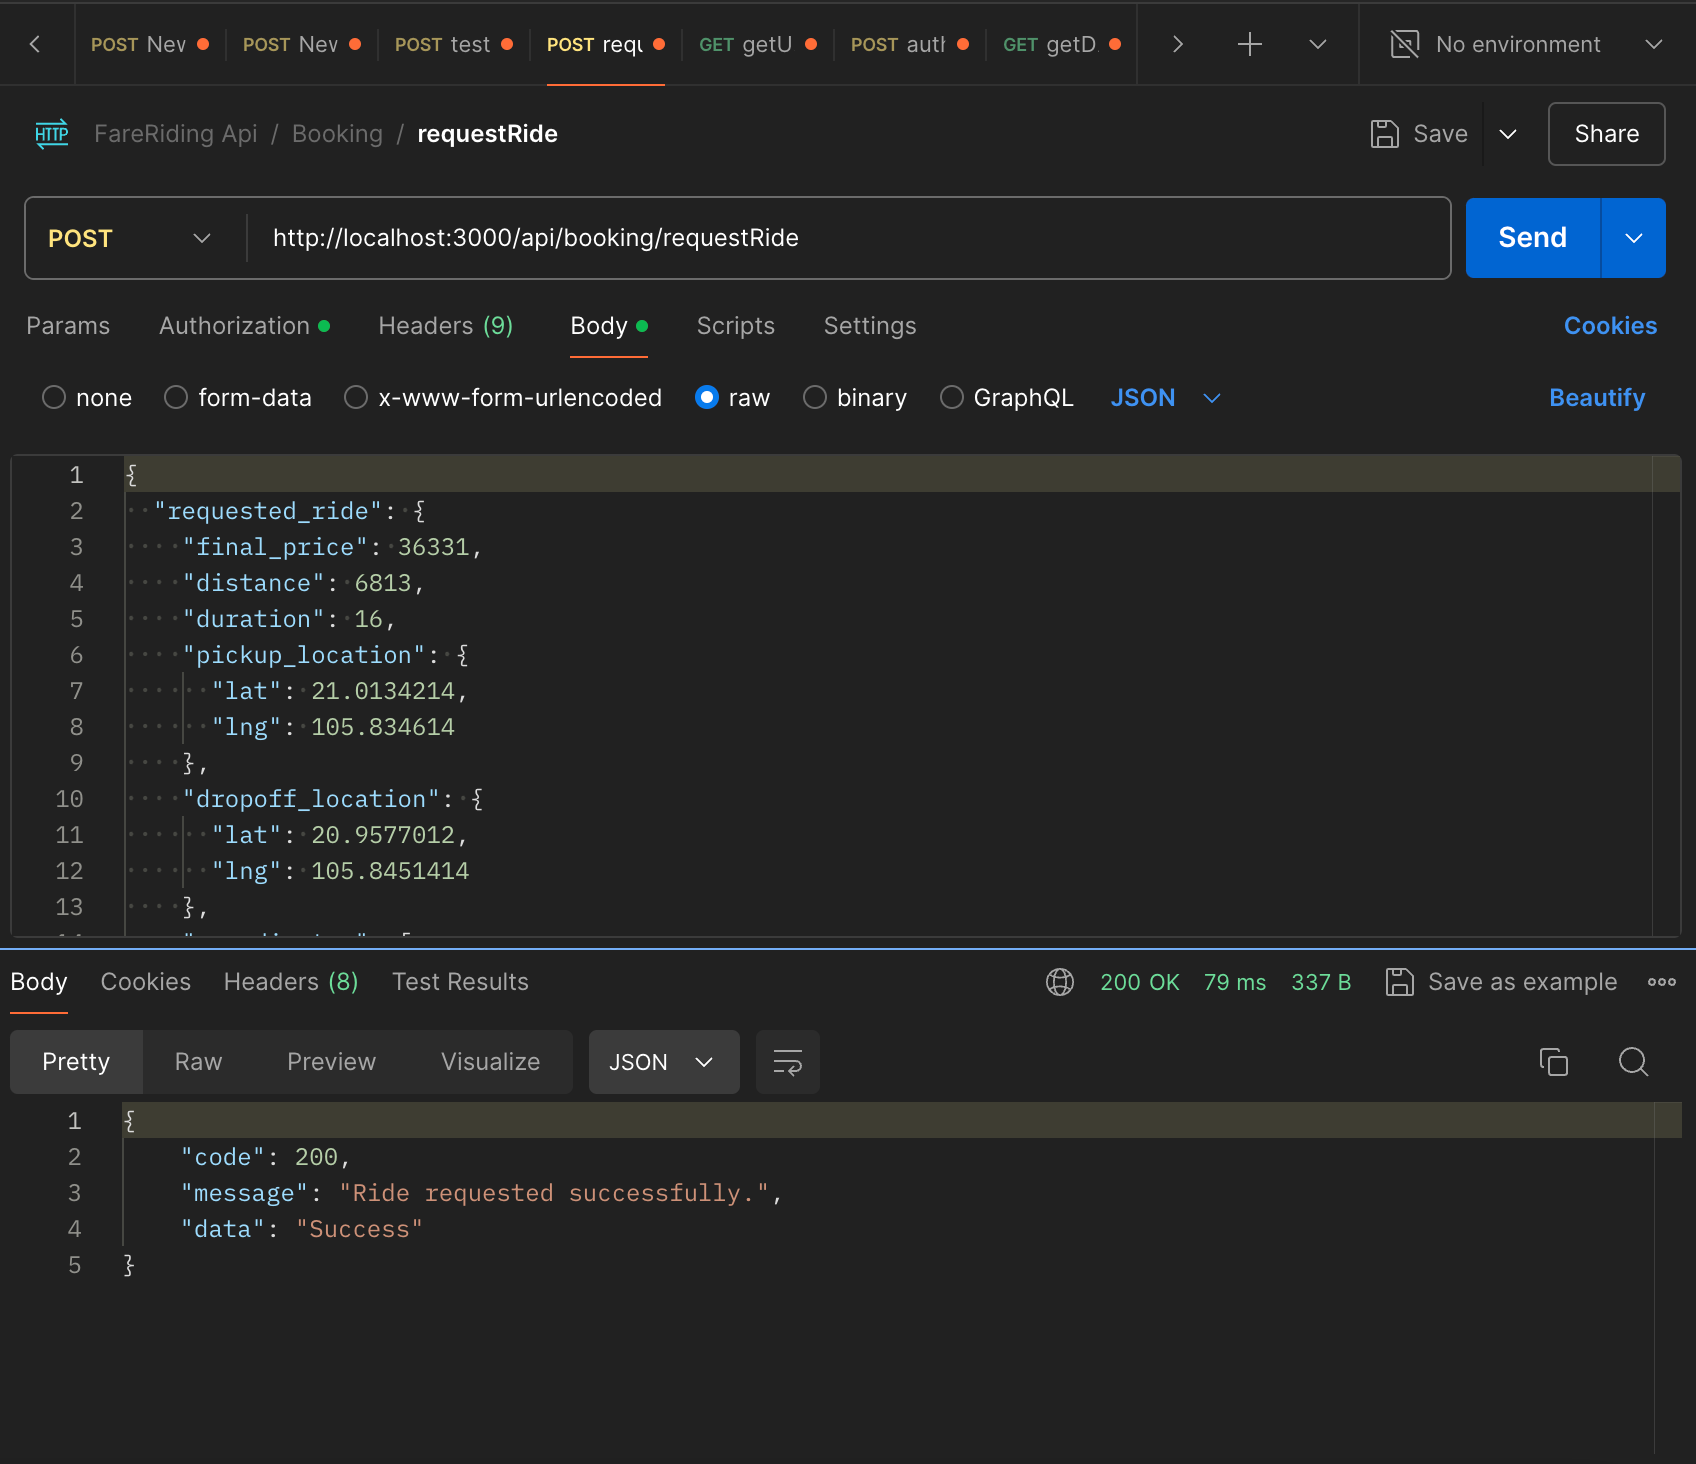 POST Nev POST Nev POST test POST requ GET getU POST auth GET getD No environment
HTTP FareRiding Api / Booking / requestRide Save Share
POST http://localhost:3000/api/booking/requestRide Send
Params Authorization Headers (9) Body Scripts Settings Cookies
none form-data x-www-form-urlencoded raw binary GraphQL JSON Beautify
1 {
2 "requested_ride": {
3 "final_price": 36331,
4 "distance": 6813,
5 "duration": 16,
6 "pickup_location": {
7 "lat": 21.0134214,
8 "lng": 105.834614
9 },
10 "dropoff_location": {
11 "lat": 20.9577012,
12 "lng": 105.8451414
13 },
Body Cookies Headers (8) Test Results 200 OK 79 ms 337 B Save as example
Pretty Raw Preview Visualize JSON
1 {
2 "code": 200,
3 "message": "Ride requested successfully.",
4 "data": "Success"
5 }